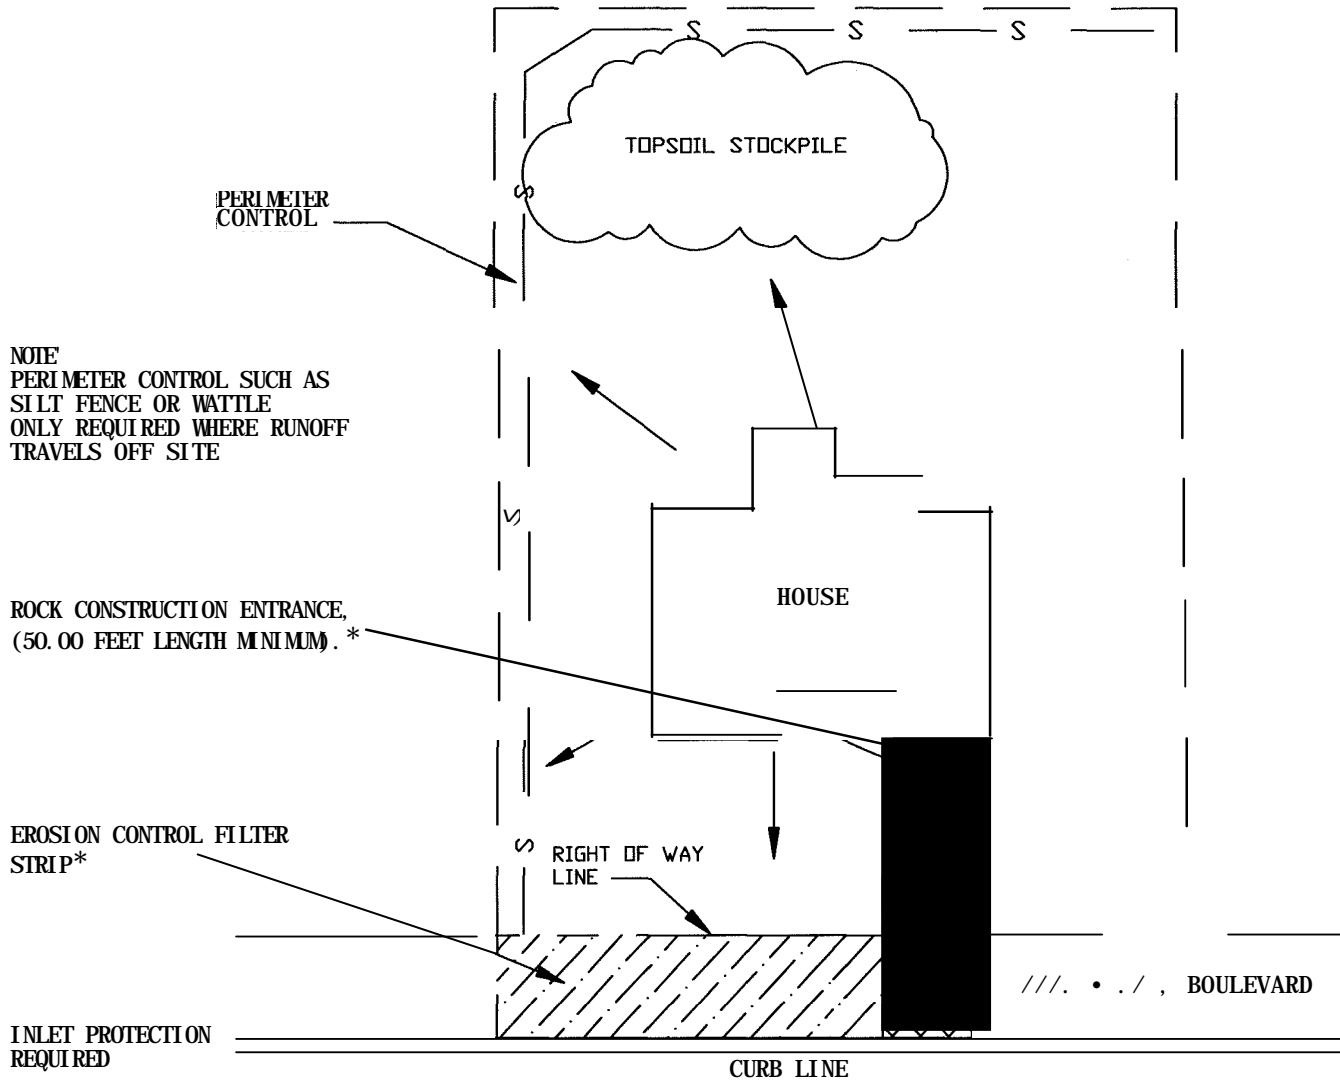 S S S
TOPSOIL STOCKPILE
S
PERIMETER
CONTROL
NOTE'
PERIMETER CONTROL SUCH AS
SILT FENCE OR WATTLE
ONLY REQUIRED WHERE RUNOFF
TRAVELS OFF SITE
S
HOUSE
ROCK CONSTRUCTION ENTRANCE,
(50.00 FEET LENGTH MINIMUM).*
EROSION CONTROL FILTER
STRIP*
S
RIGHT OF WAY
LINE
///. • ./ , BOULEVARD
INLET PROTECTION
REQUIRED
CURB LINE